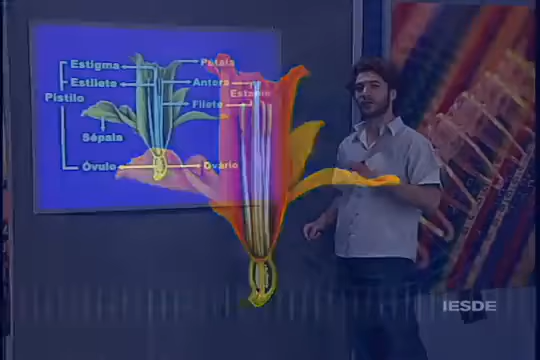 Estigma
Pétala
Estilete
Antera
Pistilo
Estame
Filete
Sépala
Óvulo
Ovário
IESDE